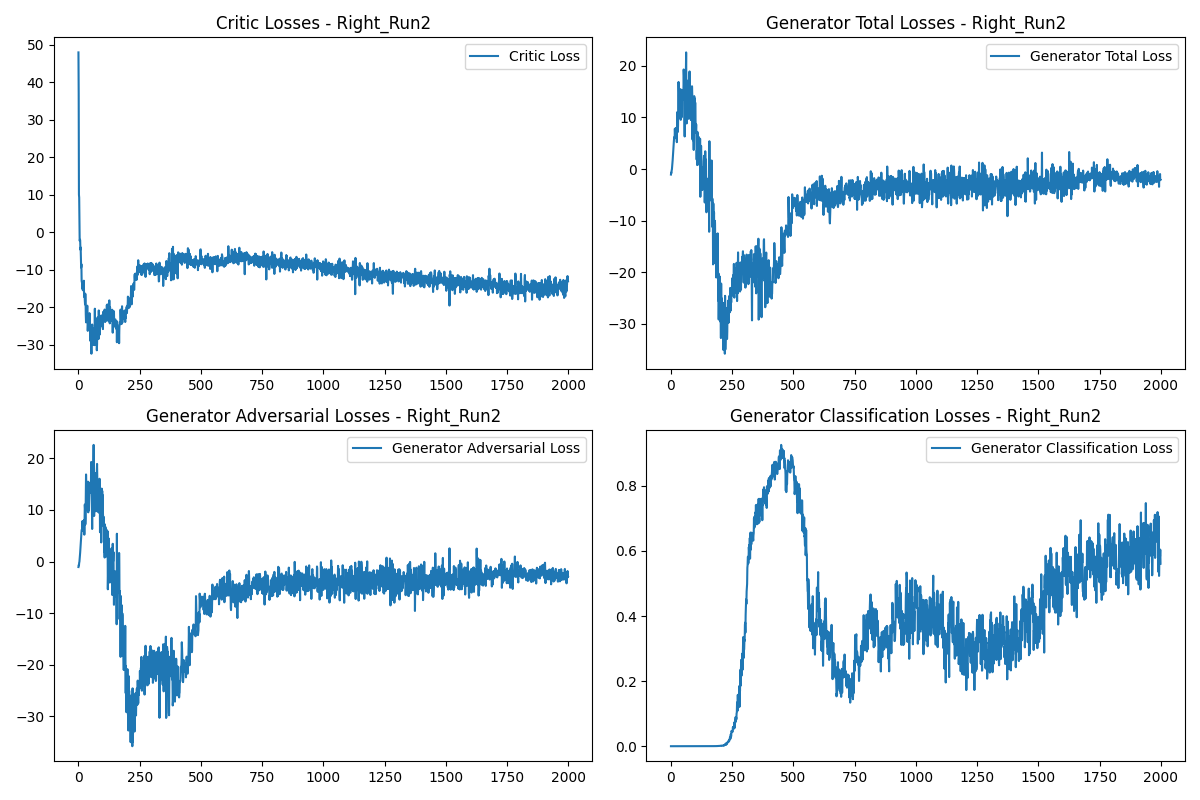 Critic Losses - Right_Run2
Critic Loss
50
40
30
20
10
0
−10
−20
−30
0 250 500 750 1000 1250 1500 1750 2000
Generator Total Losses - Right_Run2
Generator Total Loss
20
10
0
−10
−20
−30
0 250 500 750 1000 1250 1500 1750 2000
Generator Adversarial Losses - Right_Run2
Generator Adversarial Loss
20
10
0
−10
−20
−30
0 250 500 750 1000 1250 1500 1750 2000
Generator Classification Losses - Right_Run2
Generator Classification Loss
0.8
0.6
0.4
0.2
0.0
0 250 500 750 1000 1250 1500 1750 2000